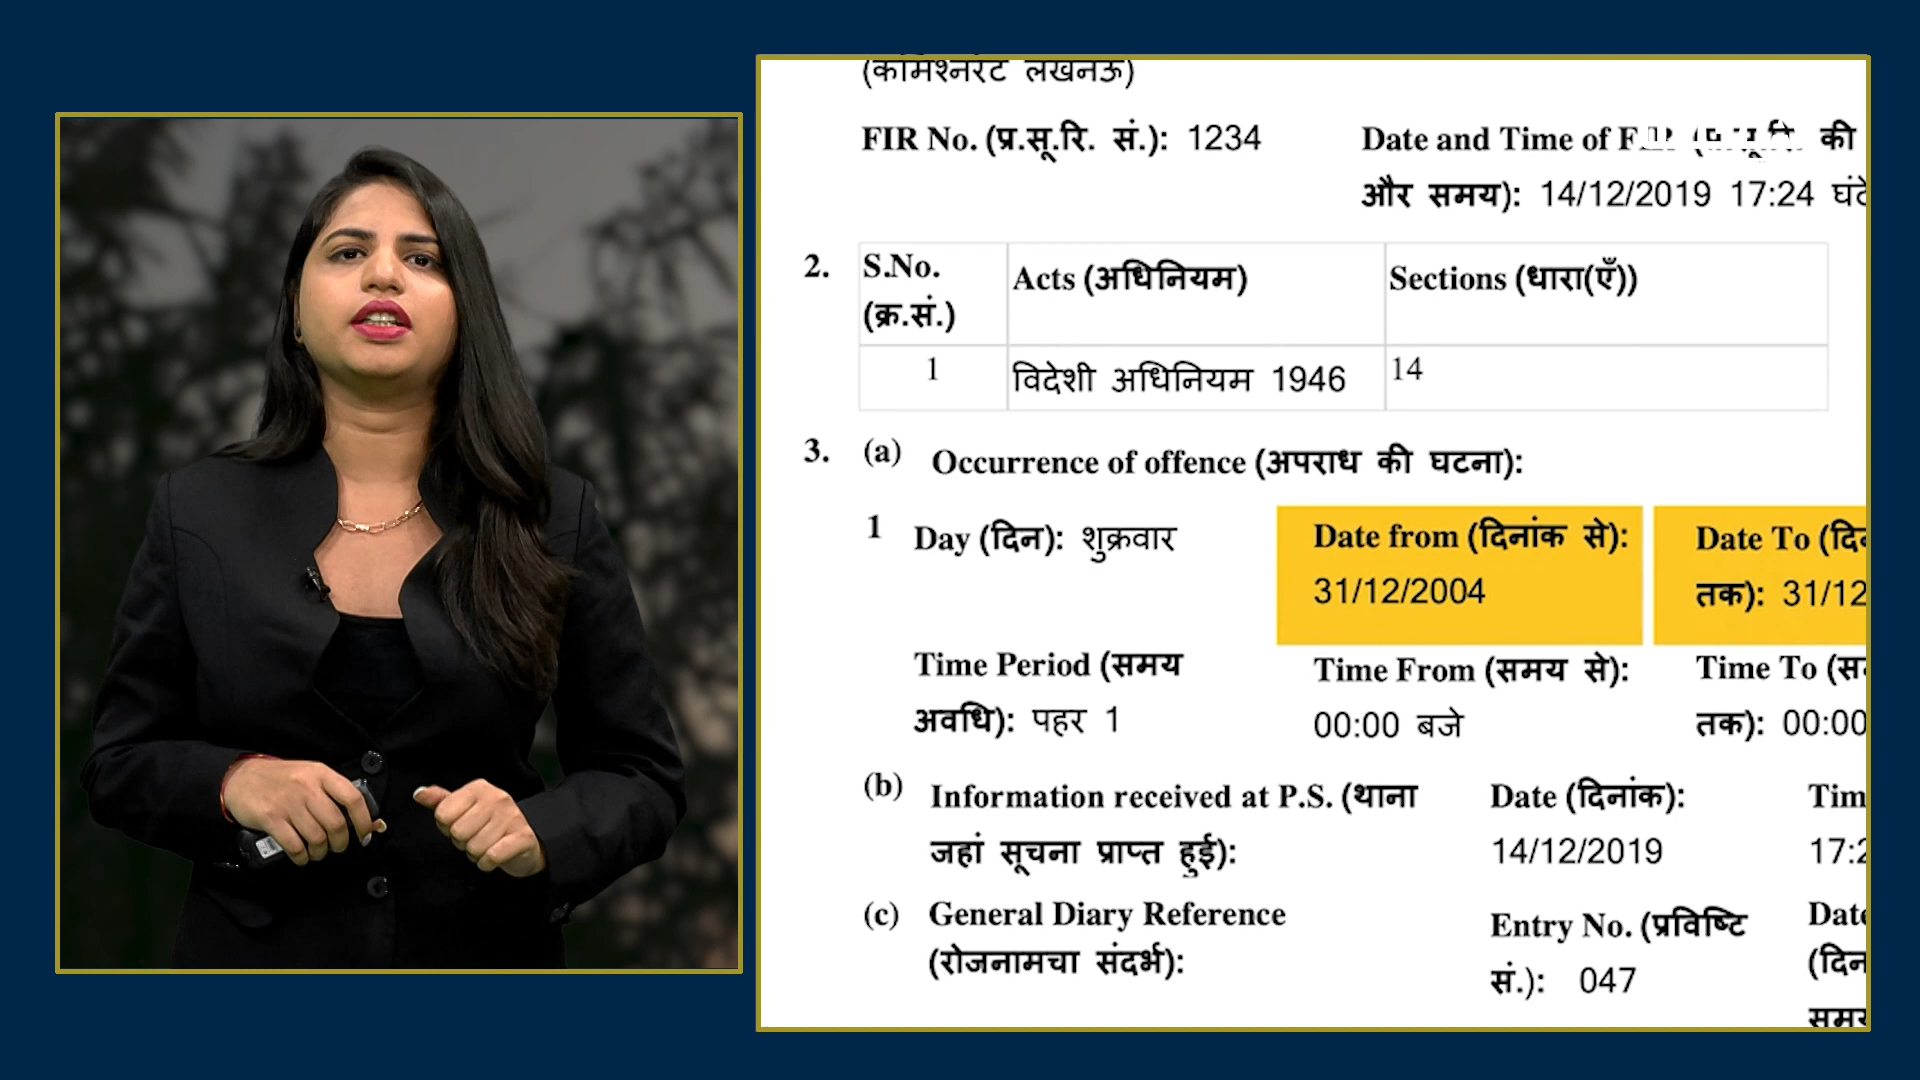 (कमिश्नरेट लखनऊ)
FIR No. (प्र.सू.रि. सं.): 1234
Date and Time of की
और समय): 14/12/2019 17:24
2. S.No. (क्र.सं.) Acts (अधिनियम) Sections (धारा(एँ))
1 विदेशी अधिनियम 1946 14
3. (a) Occurrence of offence (अपराध की घटना):
1 Day (दिन): शुक्रवार
Date from (दिनांक से):
31/12/2004
Date To
तक): 31/12
Time Period (समय
अवधि): पहर 1
Time From (समय से):
00:00 बजे
Time To
तक): 00:00
(b) Information received at P.S. (थाना
जहां सूचना प्राप्त हुई):
Date (दिनांक):
14/12/2019
(c) General Diary Reference
(रोजनामचा संदर्भ):
Entry No. (प्रविष्टि
सं.): 047